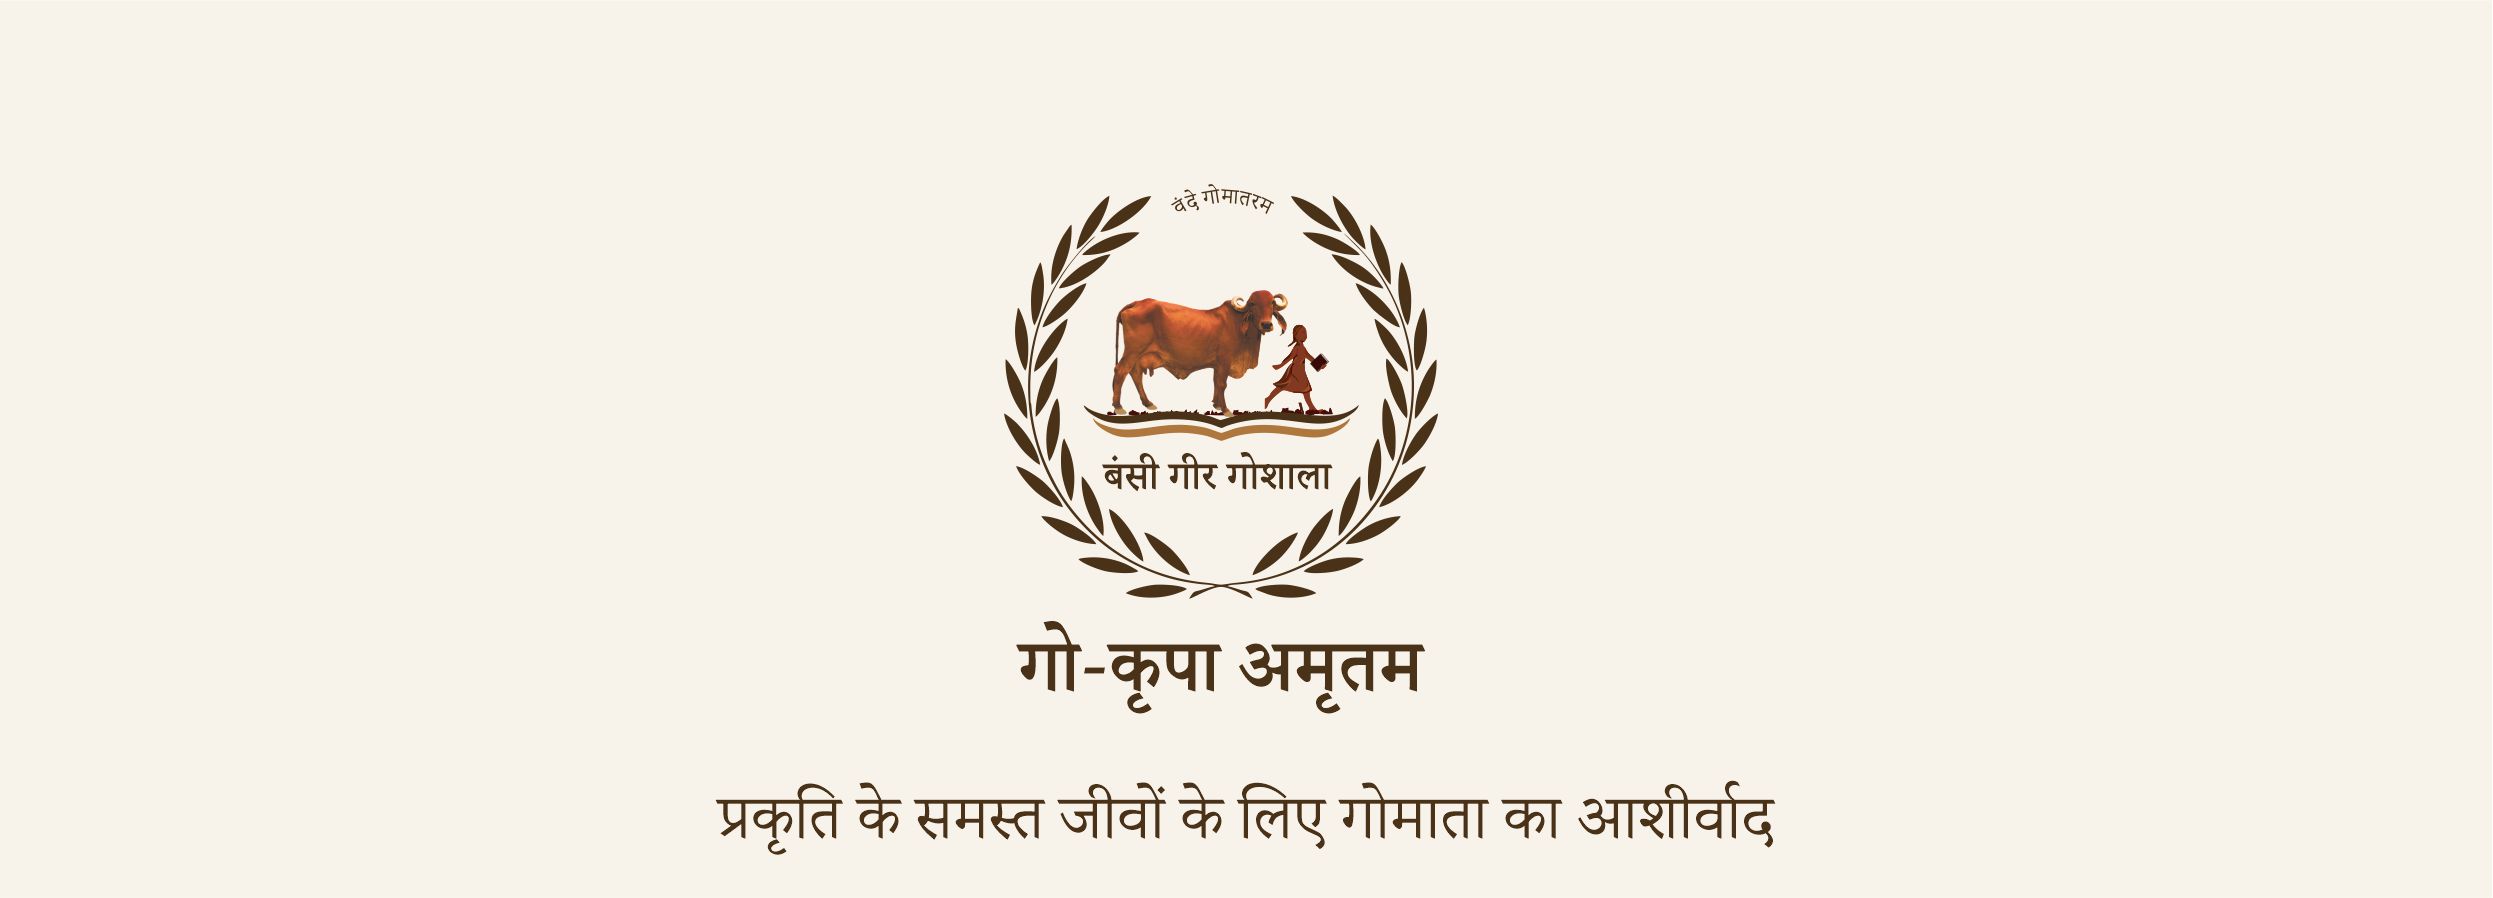 वंदे गोमातरम
बंसी गीर गोशाला
गौ-कृपा अमृतम
प्रकृति के समस्त जीवों के लिए गोमाता का आशीर्वाद